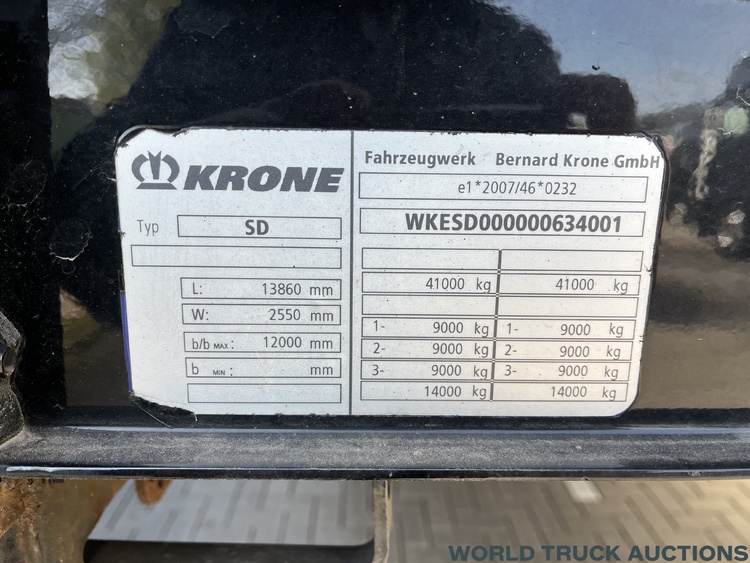 KRONE
Typ SD
L: 13860 mm
W: 2550 mm
b/b MAX: 12000 mm
b MIN: mm
Fahrzeugwerk Bernard Krone GmbH
e1*2007/46*0232
WKESD000000634001
41000 kg 41000 kg
1- 9000 kg 1- 9000 kg
2- 9000 kg 2- 9000 kg
3- 9000 kg 3- 9000 kg
14000 kg 14000 kg
WORLD TRUCK AUCTIONS